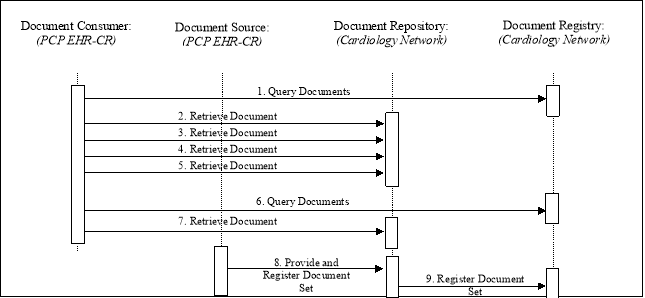 Document Consumer:
(PCP EHR-CR)
Document Source:
(PCP EHR-CR)
Document Repository:
(Cardiology Network)
Document Registry:
(Cardiology Network)
1. Query Documents
2. Retrieve Document
3. Retrieve Document
4. Retrieve Document
5. Retrieve Document
6. Query Documents
7. Retrieve Document
8. Provide and
Register Document
Set
9. Register Document
Set